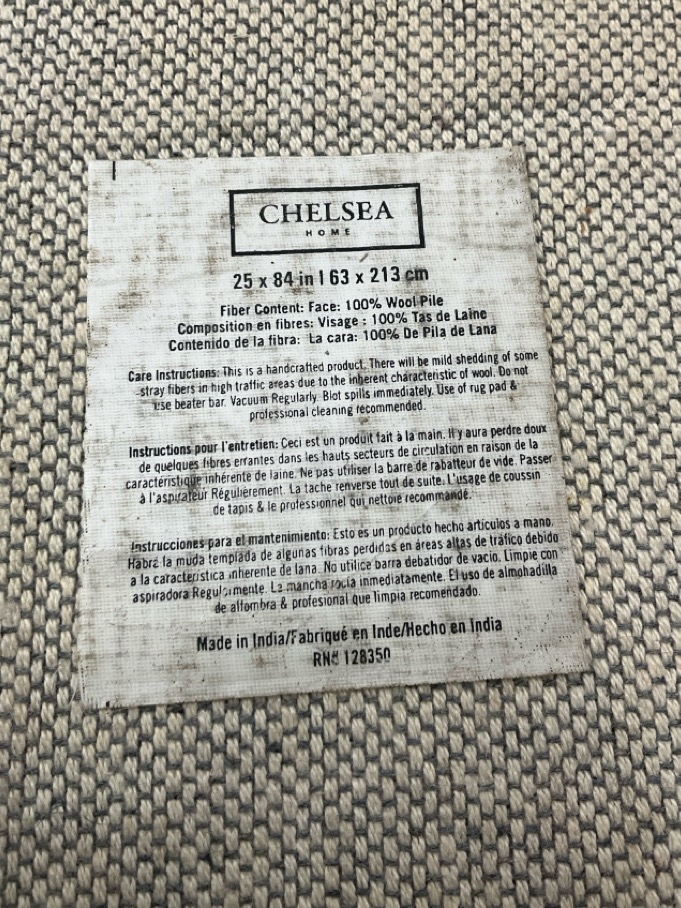 CHELSEA
HOME
25 x 84 in I 63 x 213 cm
Fiber Content: Face: 100% Wool Pile
Composition en fibres: Visage : 100% Tas de Laine
Contenido de la fibra: La cara: 100% De Pila de Lana
Care Instructions: This is a handcrafted product. There will be mild shedding of some
stray fibers in high traffic areas due to the inherent characteristic of wool. Do not
use beater bar. Vacuum Regularly. Blot spills immediately. Use of rug pad &
professional cleaning recommended.
Instructions pour l'entretien: Ceci est un produit fait à la main. Il y aura perdre doux
de quelques fibres errantes dans les hauts secteurs de circulation en raison de la
caractéristique inhérente de laine. Ne pas utiliser la barre de rabatteur de vide. Passer
à l'aspirateur Régulièrement. La tache renverse tout de suite. L'usage de coussin
de tapis & le professionnel qui nettoie recommandé.
Instrucciones para el mantenimiento: Esto es un producto hecho artículos a mano.
Habrá la muda templada de algunas fibras perdidas en áreas altas de tráfico debido
a la característica inherente de lana. No utilice barra debatidor de vacío. Limpie con
aspiradora Regularmente. La mancha rocía inmediatamente. El uso de almohadilla
de alfombra & profesional que limpia recomendado.
Made in India/Fabriqué en Inde/Hecho en India
RN# 128350